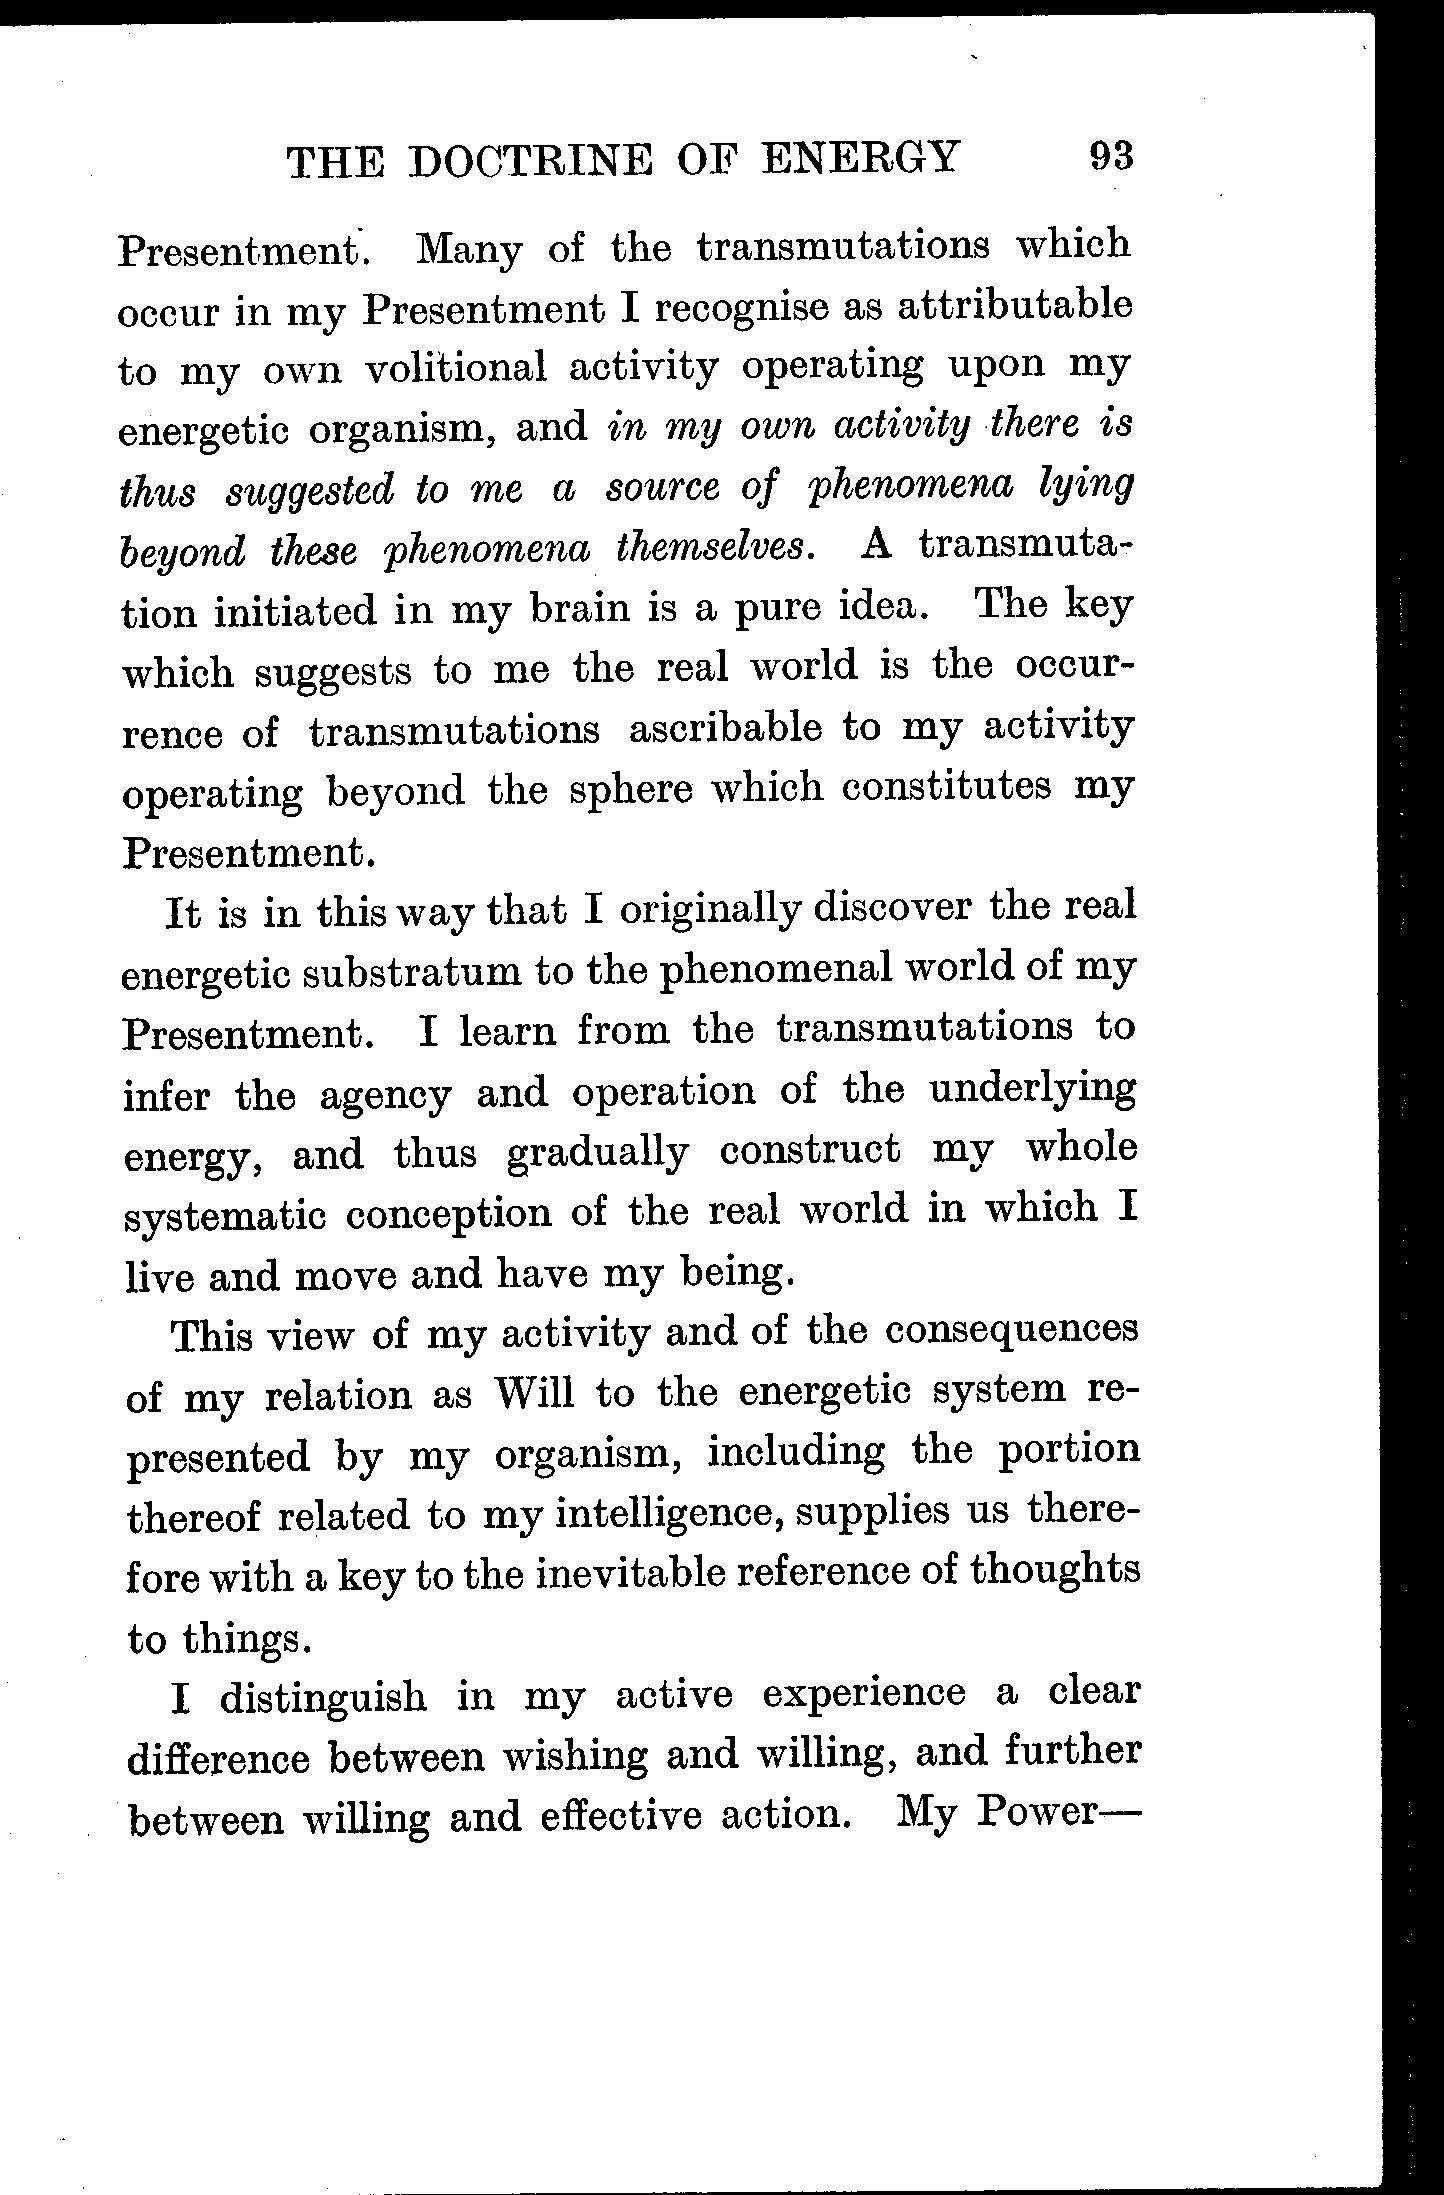 THE DOCTRINE OF ENERGY 93
Presentment. Many of the transmutations which
occur in my Presentment I recognise as attributable
to my own volitional activity operating upon my
energetic organism, and in my own activity there is
thus suggested to me a source of phenomena lying
beyond these phenomena themselves. A transmuta-
tion initiated in my brain is a pure idea. The key
which suggests to me the real world is the occur-
rence of transmutations ascribable to my activity
operating beyond the sphere which constitutes my
Presentment.
It is in this way that I originally discover the real
energetic substratum to the phenomenal world of my
Presentment. I learn from the transmutations to
infer the agency and operation of the underlying
energy, and thus gradually construct my whole
systematic conception of the real world in which I
live and move and have my being.
This view of my activity and of the consequences
of my relation as Will to the energetic system re-
presented by my organism, including the portion
thereof related to my intelligence, supplies us there-
fore with a key to the inevitable reference of thoughts
to things.
I distinguish in my active experience a clear
difference between wishing and willing, and further
between willing and effective action. My Power—